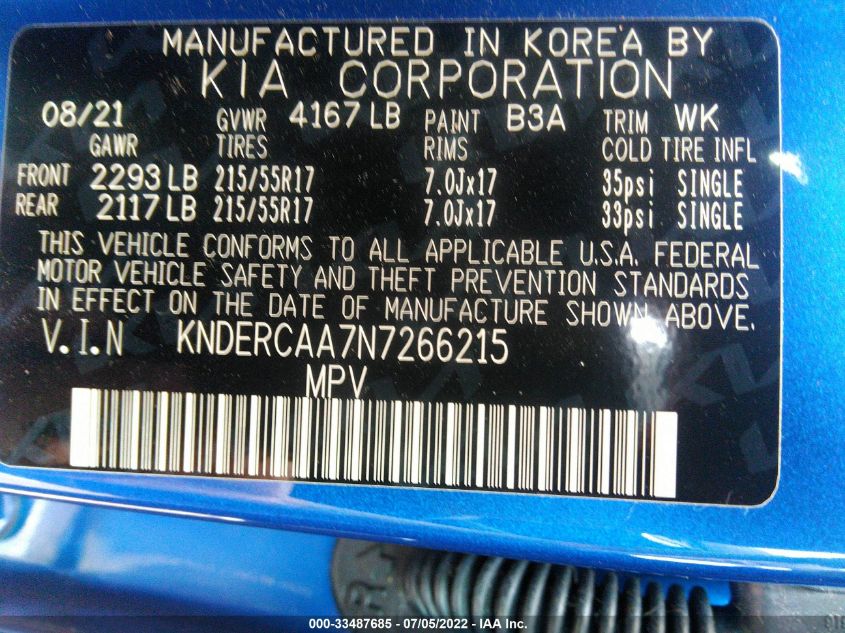 MANUFACTURED IN KOREA BY
KIA CORPORATION
08/21 GVWR 4167 LB PAINT B3A TRIM WK
GAWR TIRES RIMS COLD TIRE INFL
FRONT 2293 LB 215/55R17 7.0Jx17 35psi SINGLE
REAR 2117 LB 215/55R17 7.0Jx17 33psi SINGLE
THIS VEHICLE CONFORMS TO ALL APPLICABLE U.S.A. FEDERAL
MOTOR VEHICLE SAFETY AND THEFT PREVENTION STANDARDS
IN EFFECT ON THE DATE OF MANUFACTURE SHOWN ABOVE.
V.I.N KNDERCAA7N7266215
MPV
000-33487685 - 07/05/2022 - IAA Inc.